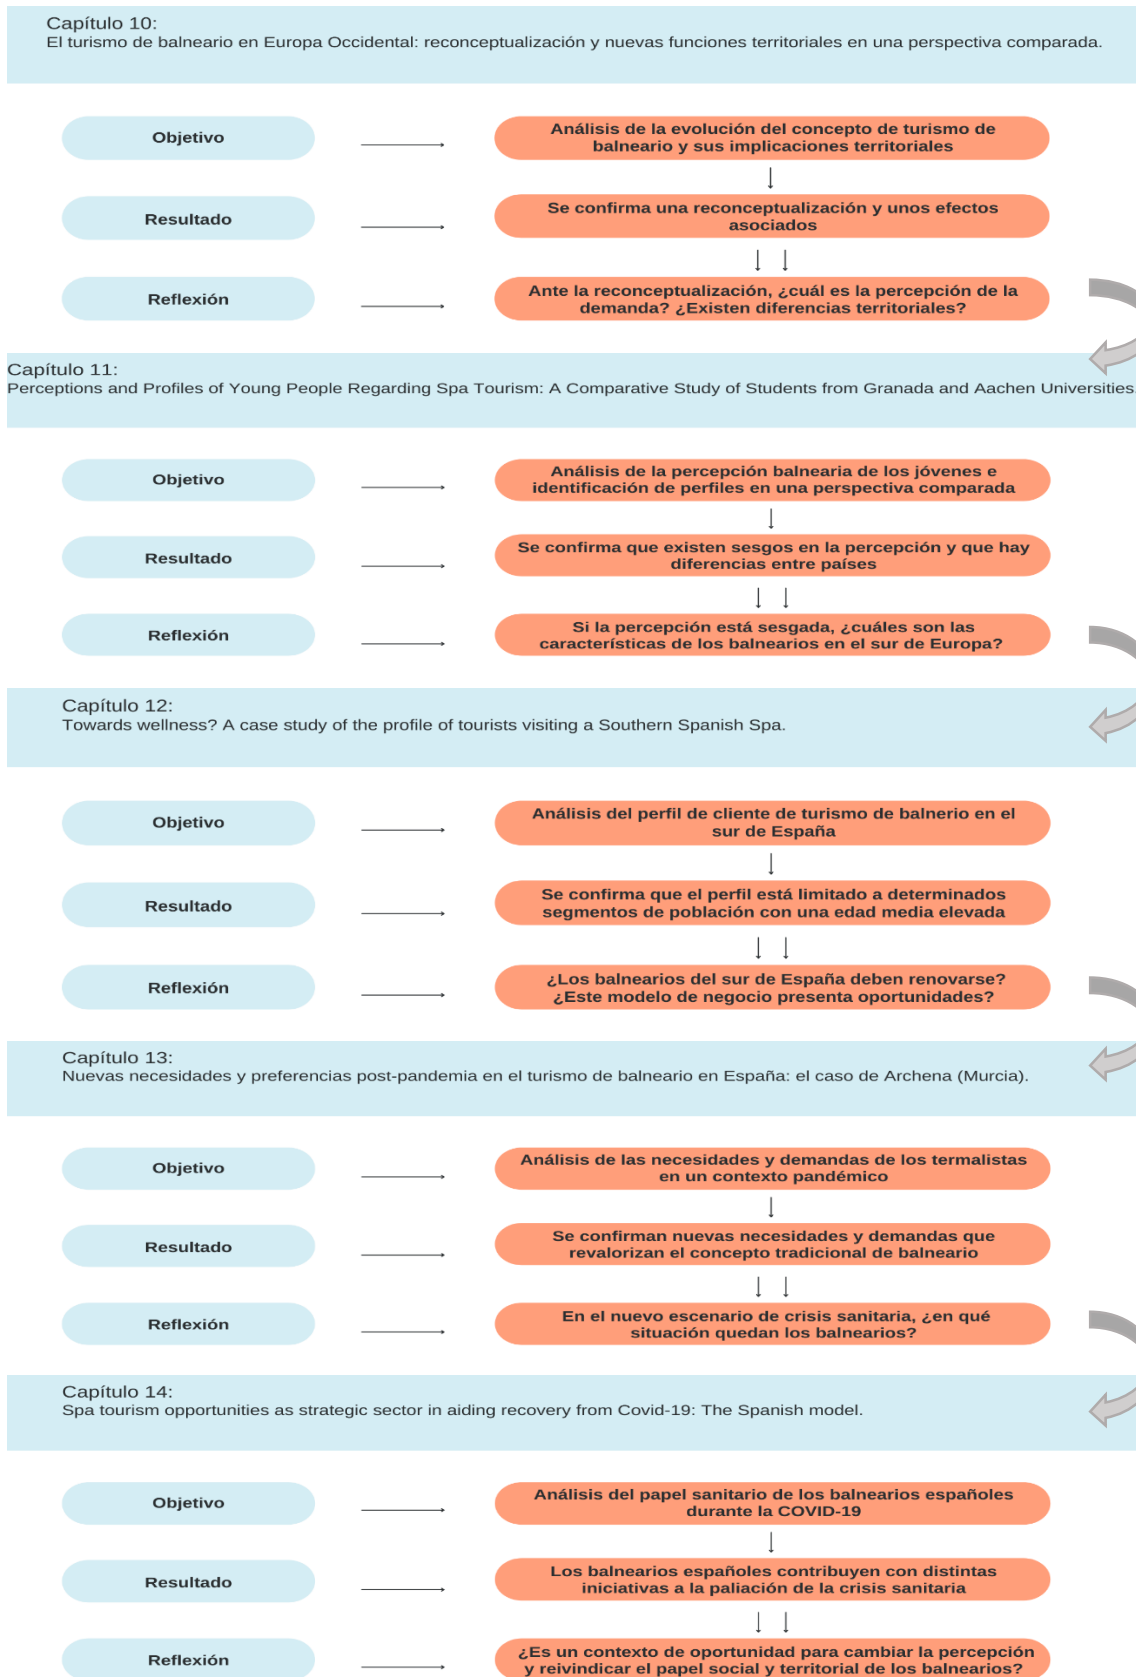 Capítulo 10:
El turismo de balneario en Europa Occidental: reconceptualización y nuevas funciones territoriales en una perspectiva comparada.
Objetivo
Análisis de la evolución del concepto de turismo de
balneario y sus implicaciones territoriales
Resultado
Se confirma una reconceptualización y unos efectos
asociados
Reflexión
Ante la reconceptualización, ¿cuál es la percepción de la
demanda? ¿Existen diferencias territoriales?
Capítulo 11:
Perceptions and Profiles of Young People Regarding Spa Tourism: A Comparative Study of Students from Granada and Aachen Universities.
Objetivo
Análisis de la percepción balnearia de los jóvenes e
identificación de perfiles en una perspectiva comparada
Resultado
Se confirma que existen sesgos en la percepción y que hay
diferencias entre países
Reflexión
Si la percepción está sesgada, ¿cuáles son las
características de los balnearios en el sur de Europa?
Capítulo 12:
Towards wellness? A case study of the profile of tourists visiting a Southern Spanish Spa.
Objetivo
Análisis del perfil de cliente de turismo de balnerio en el
sur de España
Resultado
Se confirma que el perfil está limitado a determinados
segmentos de población con una edad media elevada
Reflexión
¿Los balnearios del sur de España deben renovarse?
¿Este modelo de negocio presenta oportunidades?
Capítulo 13:
Nuevas necesidades y preferencias post-pandemia en el turismo de balneario en España: el caso de Archena (Murcia).
Objetivo
Análisis de las necesidades y demandas de los termalistas
en un contexto pandémico
Resultado
Se confirman nuevas necesidades y demandas que
revalorizan el concepto tradicional de balneario
Reflexión
En el nuevo escenario de crisis sanitaria, ¿en qué
situación quedan los balnearios?
Capítulo 14:
Spa tourism opportunities as strategic sector in aiding recovery from Covid-19: The Spanish model.
Objetivo
Análisis del papel sanitario de los balnearios españoles
durante la COVID-19
Resultado
Los balnearios españoles contribuyen con distintas
iniciativas a la paliación de la crisis sanitaria
Reflexión
¿Es un contexto de oportunidad para cambiar la percepción
y reivindicar el papel social y territorial de los balnearios?